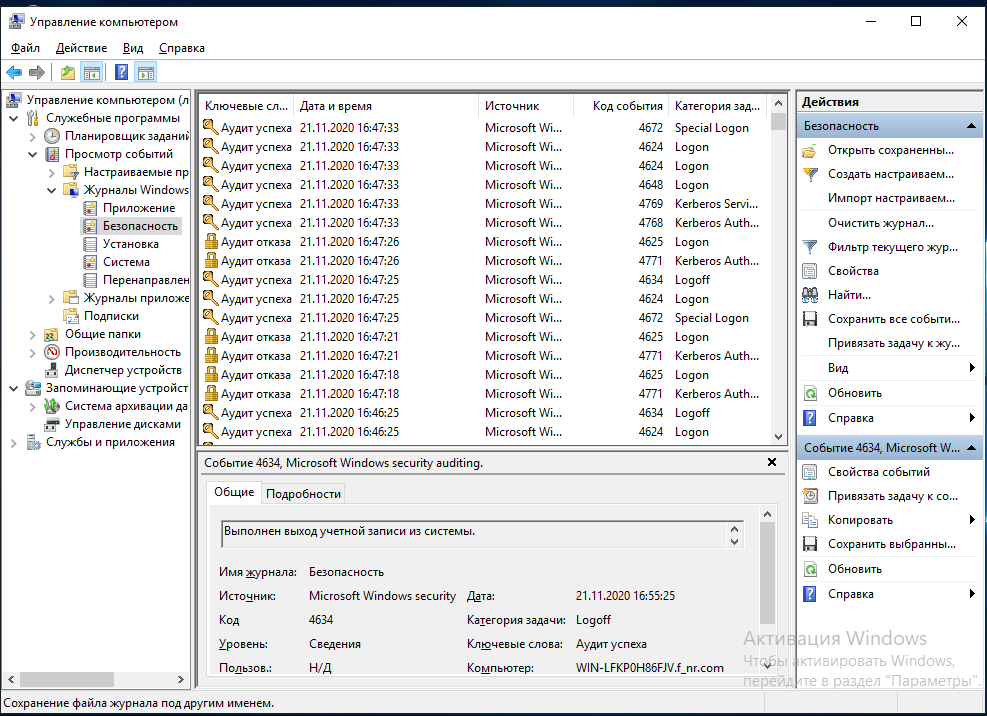 Управление компьютером
Файл Действие Вид Справка
Управление компьютером (л
Служебные программы
Планировщик заданий
Просмотр событий
Настраиваемые пр
Журналы Windows
Приложение
Безопасность
Установка
Система
Перенаправлен
Журналы приложе
Подписки
Общие папки
Производительность
Диспетчер устройств
Запоминающие устройст
Система архивации да
Управление дисками
Службы и приложения
Ключевые сл... Дата и время Источник Код события Категория зад...
Аудит успеха 21.11.2020 16:47:33 Microsoft Wi... 4672 Special Logon
Аудит успеха 21.11.2020 16:47:33 Microsoft Wi... 4624 Logon
Аудит успеха 21.11.2020 16:47:33 Microsoft Wi... 4624 Logon
Аудит успеха 21.11.2020 16:47:33 Microsoft Wi... 4648 Logon
Аудит успеха 21.11.2020 16:47:33 Microsoft Wi... 4769 Kerberos Servi...
Аудит успеха 21.11.2020 16:47:33 Microsoft Wi... 4768 Kerberos Auth...
Аудит отказа 21.11.2020 16:47:26 Microsoft Wi... 4625 Logon
Аудит отказа 21.11.2020 16:47:26 Microsoft Wi... 4771 Kerberos Auth...
Аудит успеха 21.11.2020 16:47:25 Microsoft Wi... 4634 Logoff
Аудит успеха 21.11.2020 16:47:25 Microsoft Wi... 4624 Logon
Аудит успеха 21.11.2020 16:47:25 Microsoft Wi... 4672 Special Logon
Аудит отказа 21.11.2020 16:47:21 Microsoft Wi... 4625 Logon
Аудит отказа 21.11.2020 16:47:21 Microsoft Wi... 4771 Kerberos Auth...
Аудит отказа 21.11.2020 16:47:18 Microsoft Wi... 4625 Logon
Аудит отказа 21.11.2020 16:47:18 Microsoft Wi... 4771 Kerberos Auth...
Аудит успеха 21.11.2020 16:46:25 Microsoft Wi... 4634 Logoff
Аудит успеха 21.11.2020 16:46:25 Microsoft Wi... 4624 Logon
Событие 4634, Microsoft Windows security auditing.
Общие Подробности
Выполнен выход учетной записи из системы.
Имя журнала: Безопасность
Источник: Microsoft Windows security Дата: 21.11.2020 16:55:25
Код 4634 Категория задачи: Logoff
Уровень: Сведения Ключевые слова: Аудит успеха
Пользов.: Н/Д Компьютер: WIN-LFKP0H86FJV.f_nr.com
Действия
Безопасность
Открыть сохраненны...
Создать настраиваем...
Импорт настраиваем...
Очистить журнал...
Фильтр текущего жур...
Свойства
Найти...
Сохранить все событи...
Привязать задачу к жу...
Вид
Обновить
Справка
Событие 4634, Microsoft W...
Свойства событий
Привязать задачу к со...
Копировать
Сохранить выбранны...
Обновить
Справка
Активация Windows
Чтобы активировать Windows,
перейдите в раздел "Параметры".
Сохранение файла журнала под другим именем.